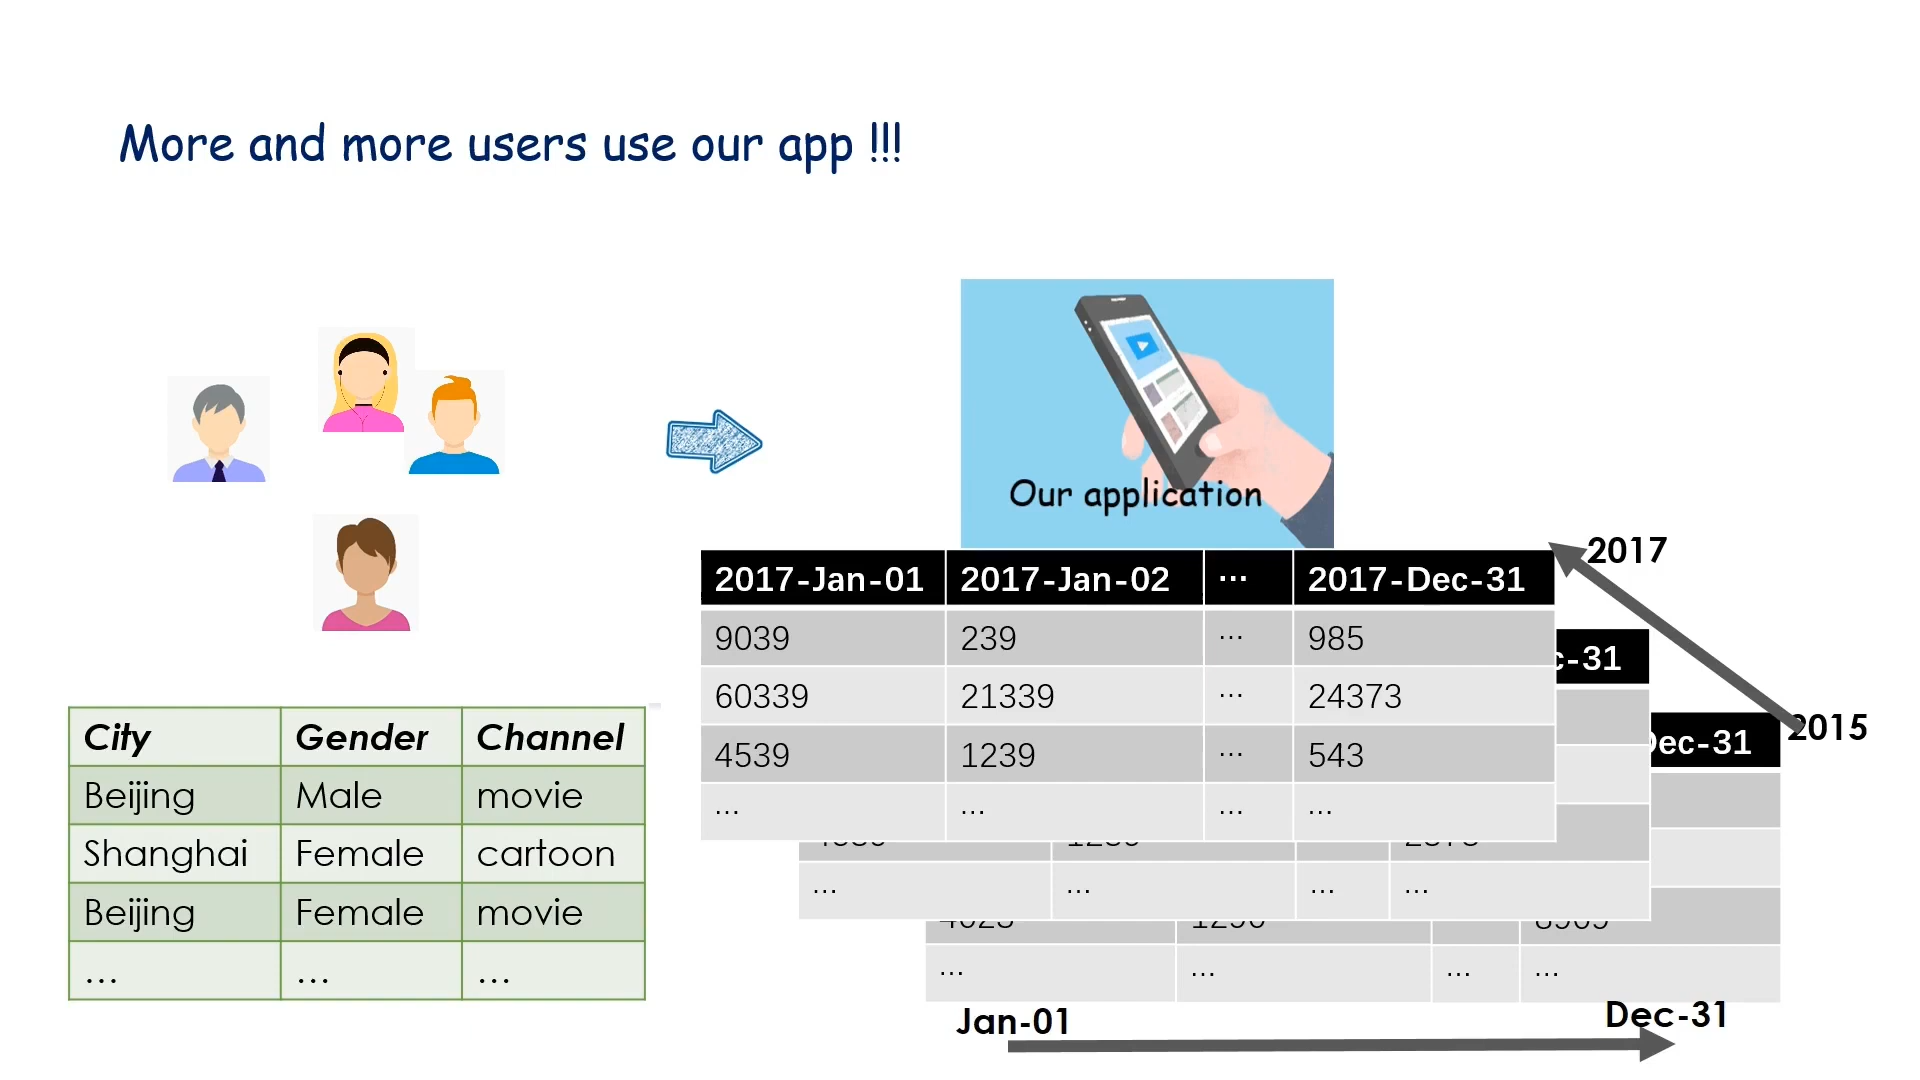 More and more users use our app !!!
Our application
2017
2017-Jan-01 2017-Jan-02 ... 2017-Dec-31
9039 239 ... 985
c-31
60339 21339 ... 24373
City Gender Channel
2015
Dec-31
4539 1239 ... 543
Beijing Male movie
... ... ... ...
Shanghai Female cartoon
... ... ... ...
Beijing Female movie
... ... ...
... ... ... ...
Jan-01 Dec-31